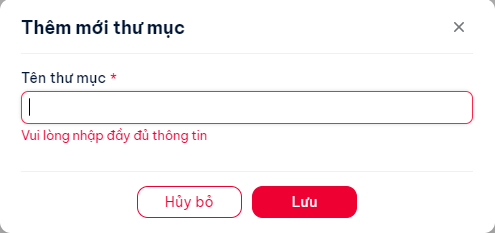 Thêm mới thư mục
Tên thư mục *
Vui lòng nhập đầy đủ thông tin
Hủy bỏ
Lưu